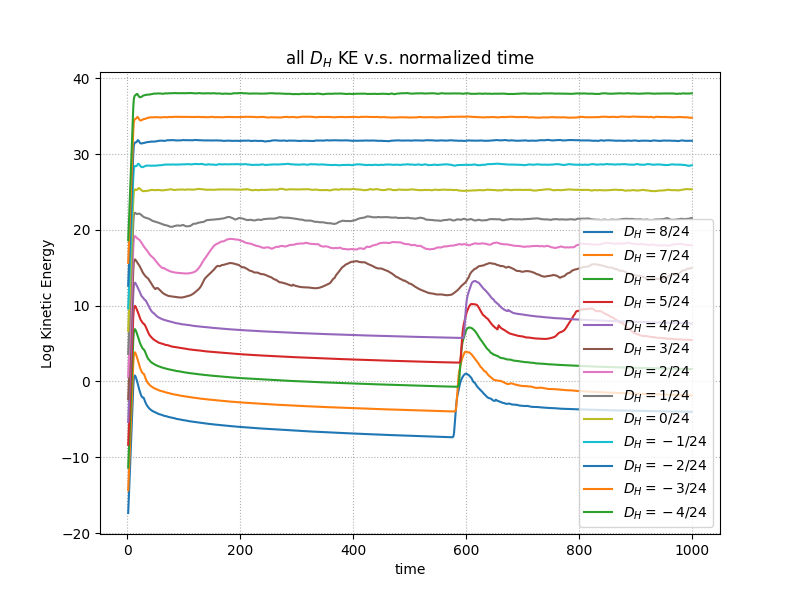 all $D_H$ KE v.s. normalized time
40
30
20
10
0
−10
−20
Log Kinetic Energy
0 200 400 600 800 1000
time
$D_H = 8/24$
$D_H = 7/24$
$D_H = 6/24$
$D_H = 5/24$
$D_H = 4/24$
$D_H = 3/24$
$D_H = 2/24$
$D_H = 1/24$
$D_H = 0/24$
$D_H = -1/24$
$D_H = -2/24$
$D_H = -3/24$
$D_H = -4/24$